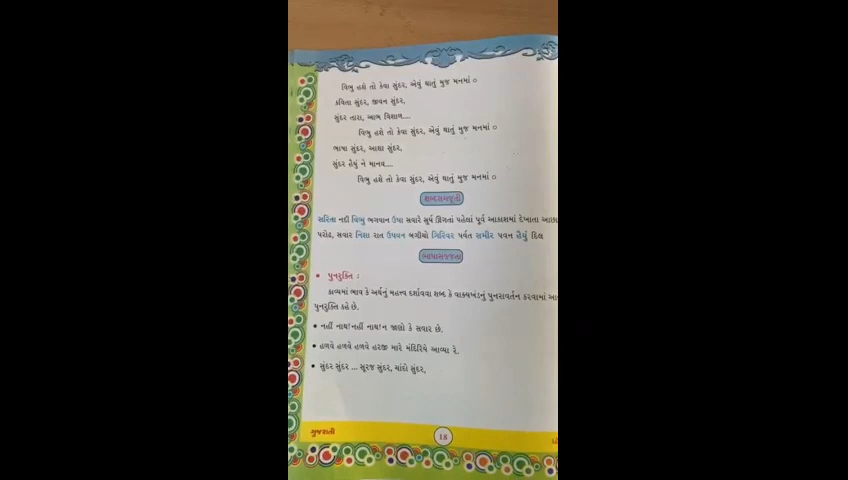 વિભુ હશે તો કેવા સુંદર, એવું થાતું મુજ મનમાં ૦
કવિતા સુંદર, જીવન સુંદર,
સુંદર તારા, આભ વિશાળ....
વિભુ હશે તો કેવા સુંદર, એવું થાતું મુજ મનમાં ૦
ભાષા સુંદર, આશા સુંદર,
સુંદર હૈયું ને માનવ....
વિભુ હશે તો કેવા સુંદર, એવું થાતું મુજ મનમાં ૦
શબ્દસમજૂતી
સરિતા નદી વિભુ ભગવાન ઉષા સવારે સૂર્ય ઊગતાં પહેલાં પૂર્વ આકાશમાં દેખાતા આછા
પરોઢ, સવાર નિશા રાત ઉપવન બગીચો ગિરિવર પર્વત સમીર પવન હૈયું દિલ
ભાષાસજ્જતા
• પુનરુક્તિ :
કાવ્યમાં ભાવ કે અર્થનું મહત્ત્વ દર્શાવવા શબ્દ કે વાક્યખંડનું પુનરાવર્તન કરવામાં આ
પુનરુક્તિ કહે છે.
• નહીં નાથ! નહીં નાથ! ન જાણો કે સવાર છે.
• હળવે હળવે હળવે હરજી મારે મંદિરિયે આવ્યા રે.
• સુંદર સુંદર ... સૂરજ સુંદર, ચાંદો સુંદર,
ગુજરાતી
18